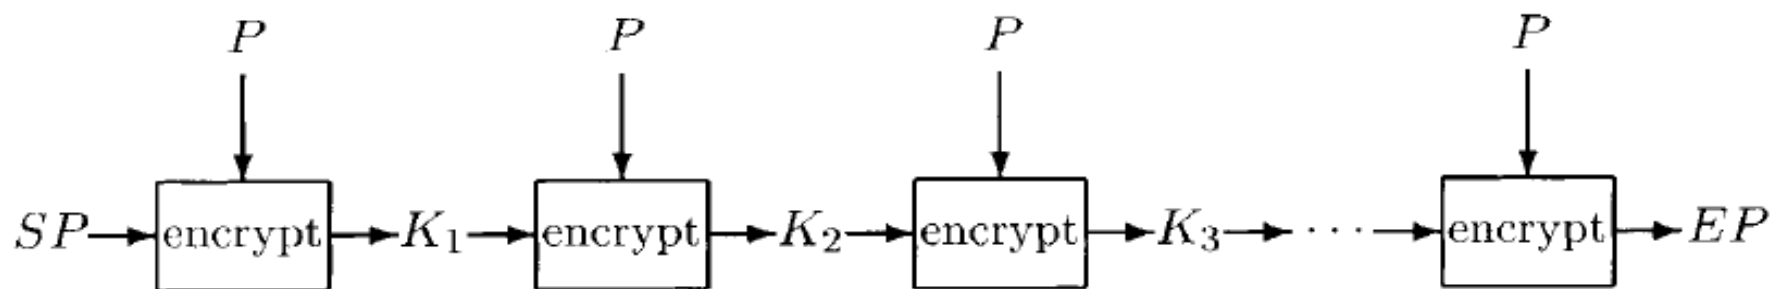 P P P P
SP encrypt K₁ encrypt K₂ encrypt K₃ ··· encrypt EP